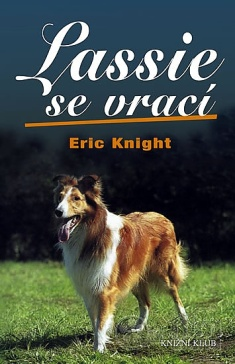 Lassie
se vrací
Eric Knight
KNIŽNÍ KLUB